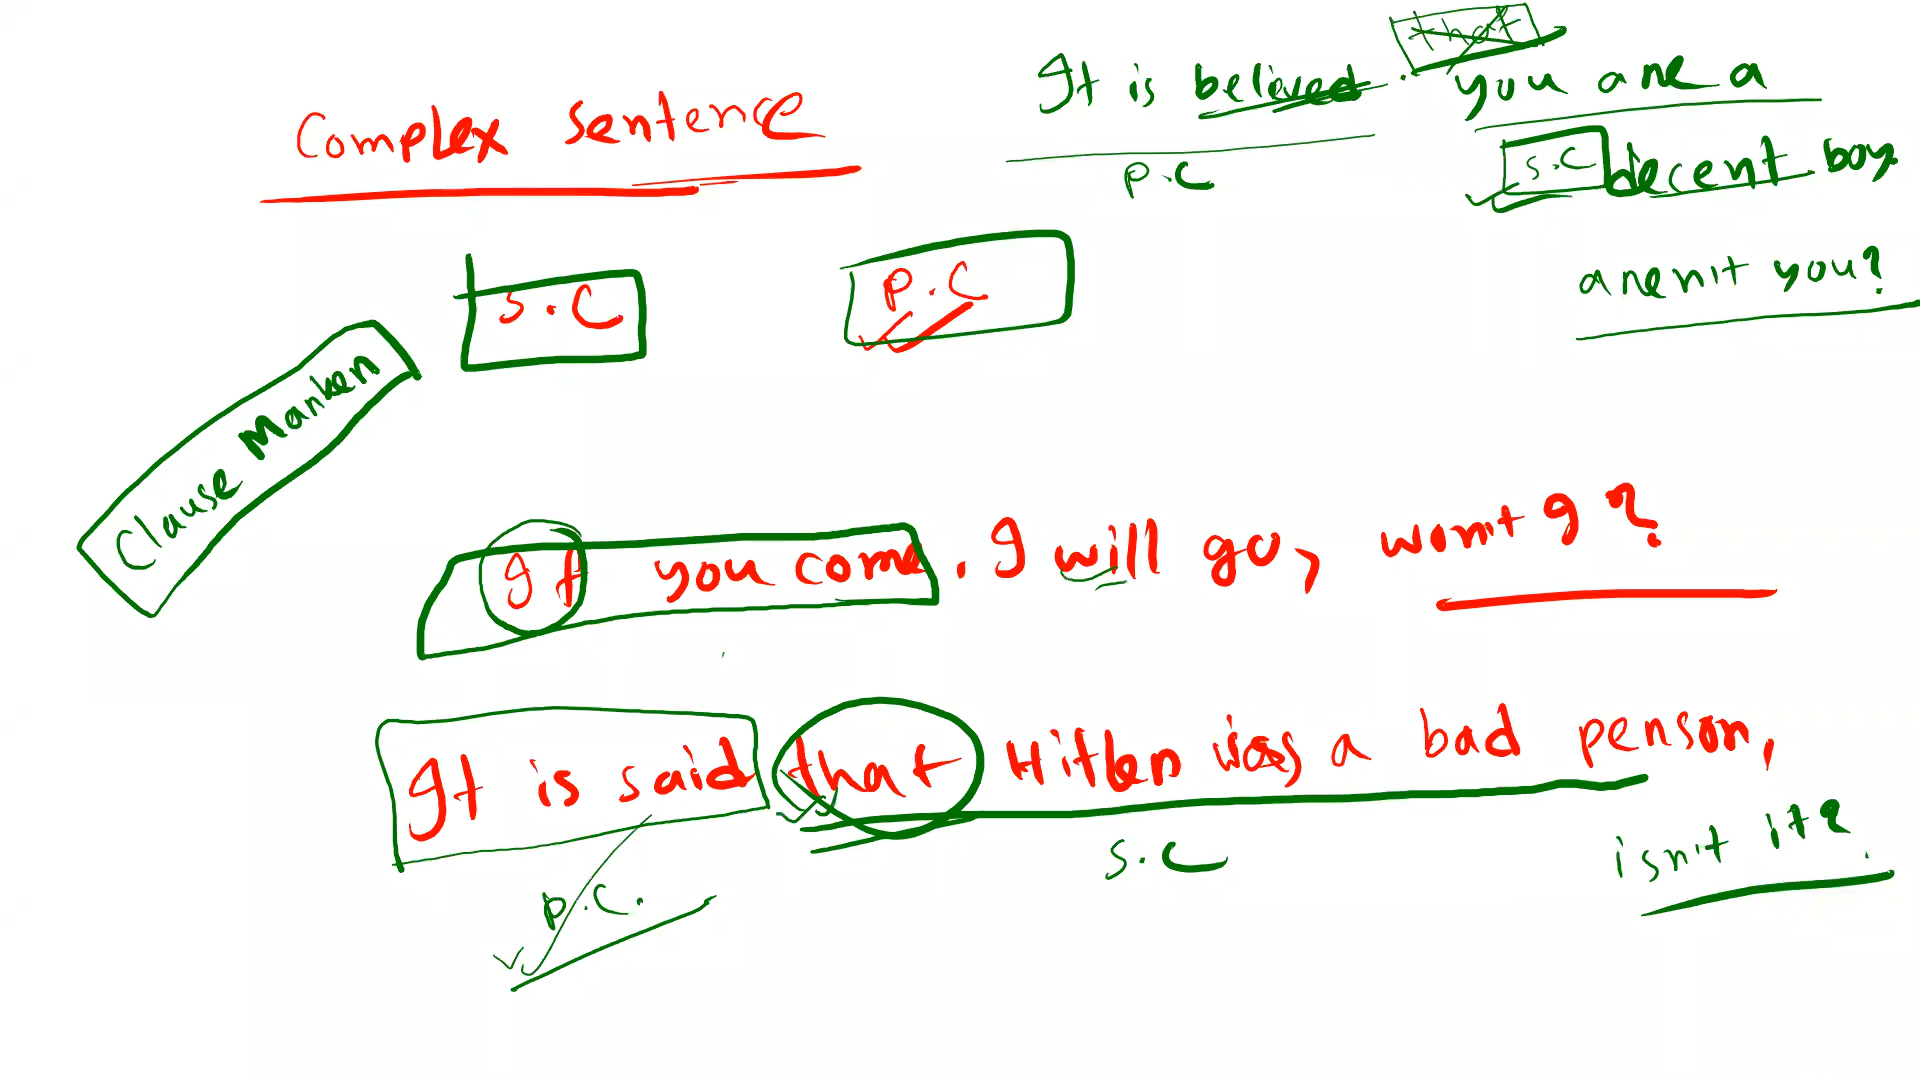 Complex sentence
It is believed that you are a
P.C
S.C decent boy.
aren't you?
S.C
P.C
Clause Marker
If you come, I will go, won't I?
It is said that Hitler was a bad person,
isn't it?
S.C
P.C.